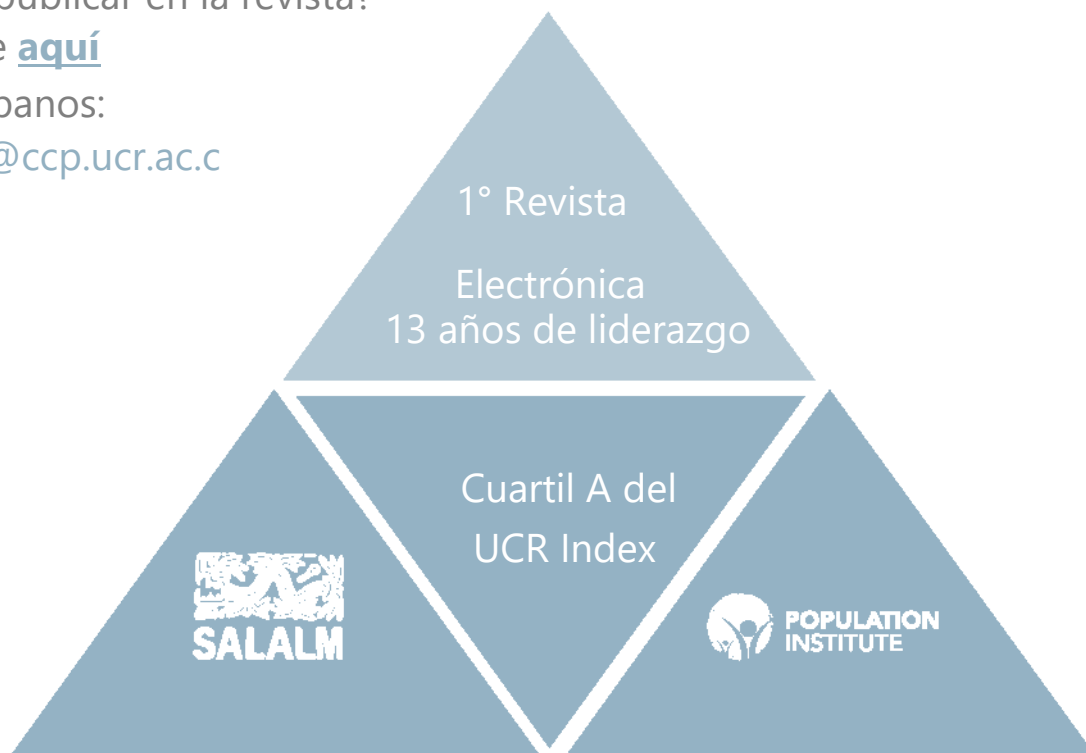 publicar en la revista?
e aquí
banos:
@ccp.ucr.ac.c
1° Revista
Electrónica
13 años de liderazgo
Cuartil A del
UCR Index
SALALM
POPULATION
INSTITUTE